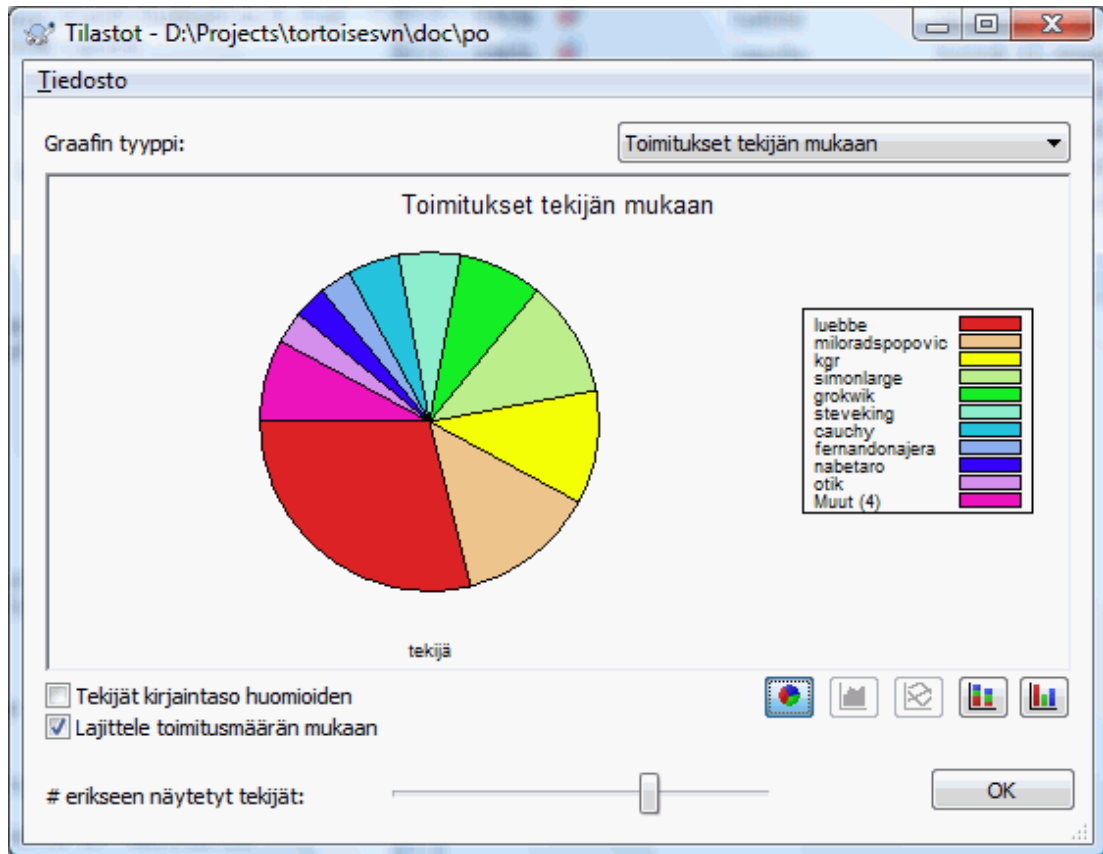 Tilastot - D:\Projects\tortoisesvn\doc\po
Tiedosto
Graafin tyyppi:
Toimitukset tekijän mukaan
Toimitukset tekijän mukaan
luebbe
miloradspopovic
kgr
simonlarge
grokwik
steveking
cauchy
fernandonajera
nabetaro
otik
Muut (4)
tekijä
Tekijät kirjaintaso huomioiden
Lajittele toimitusmäärän mukaan
# erikseen näytetyt tekijät:
OK